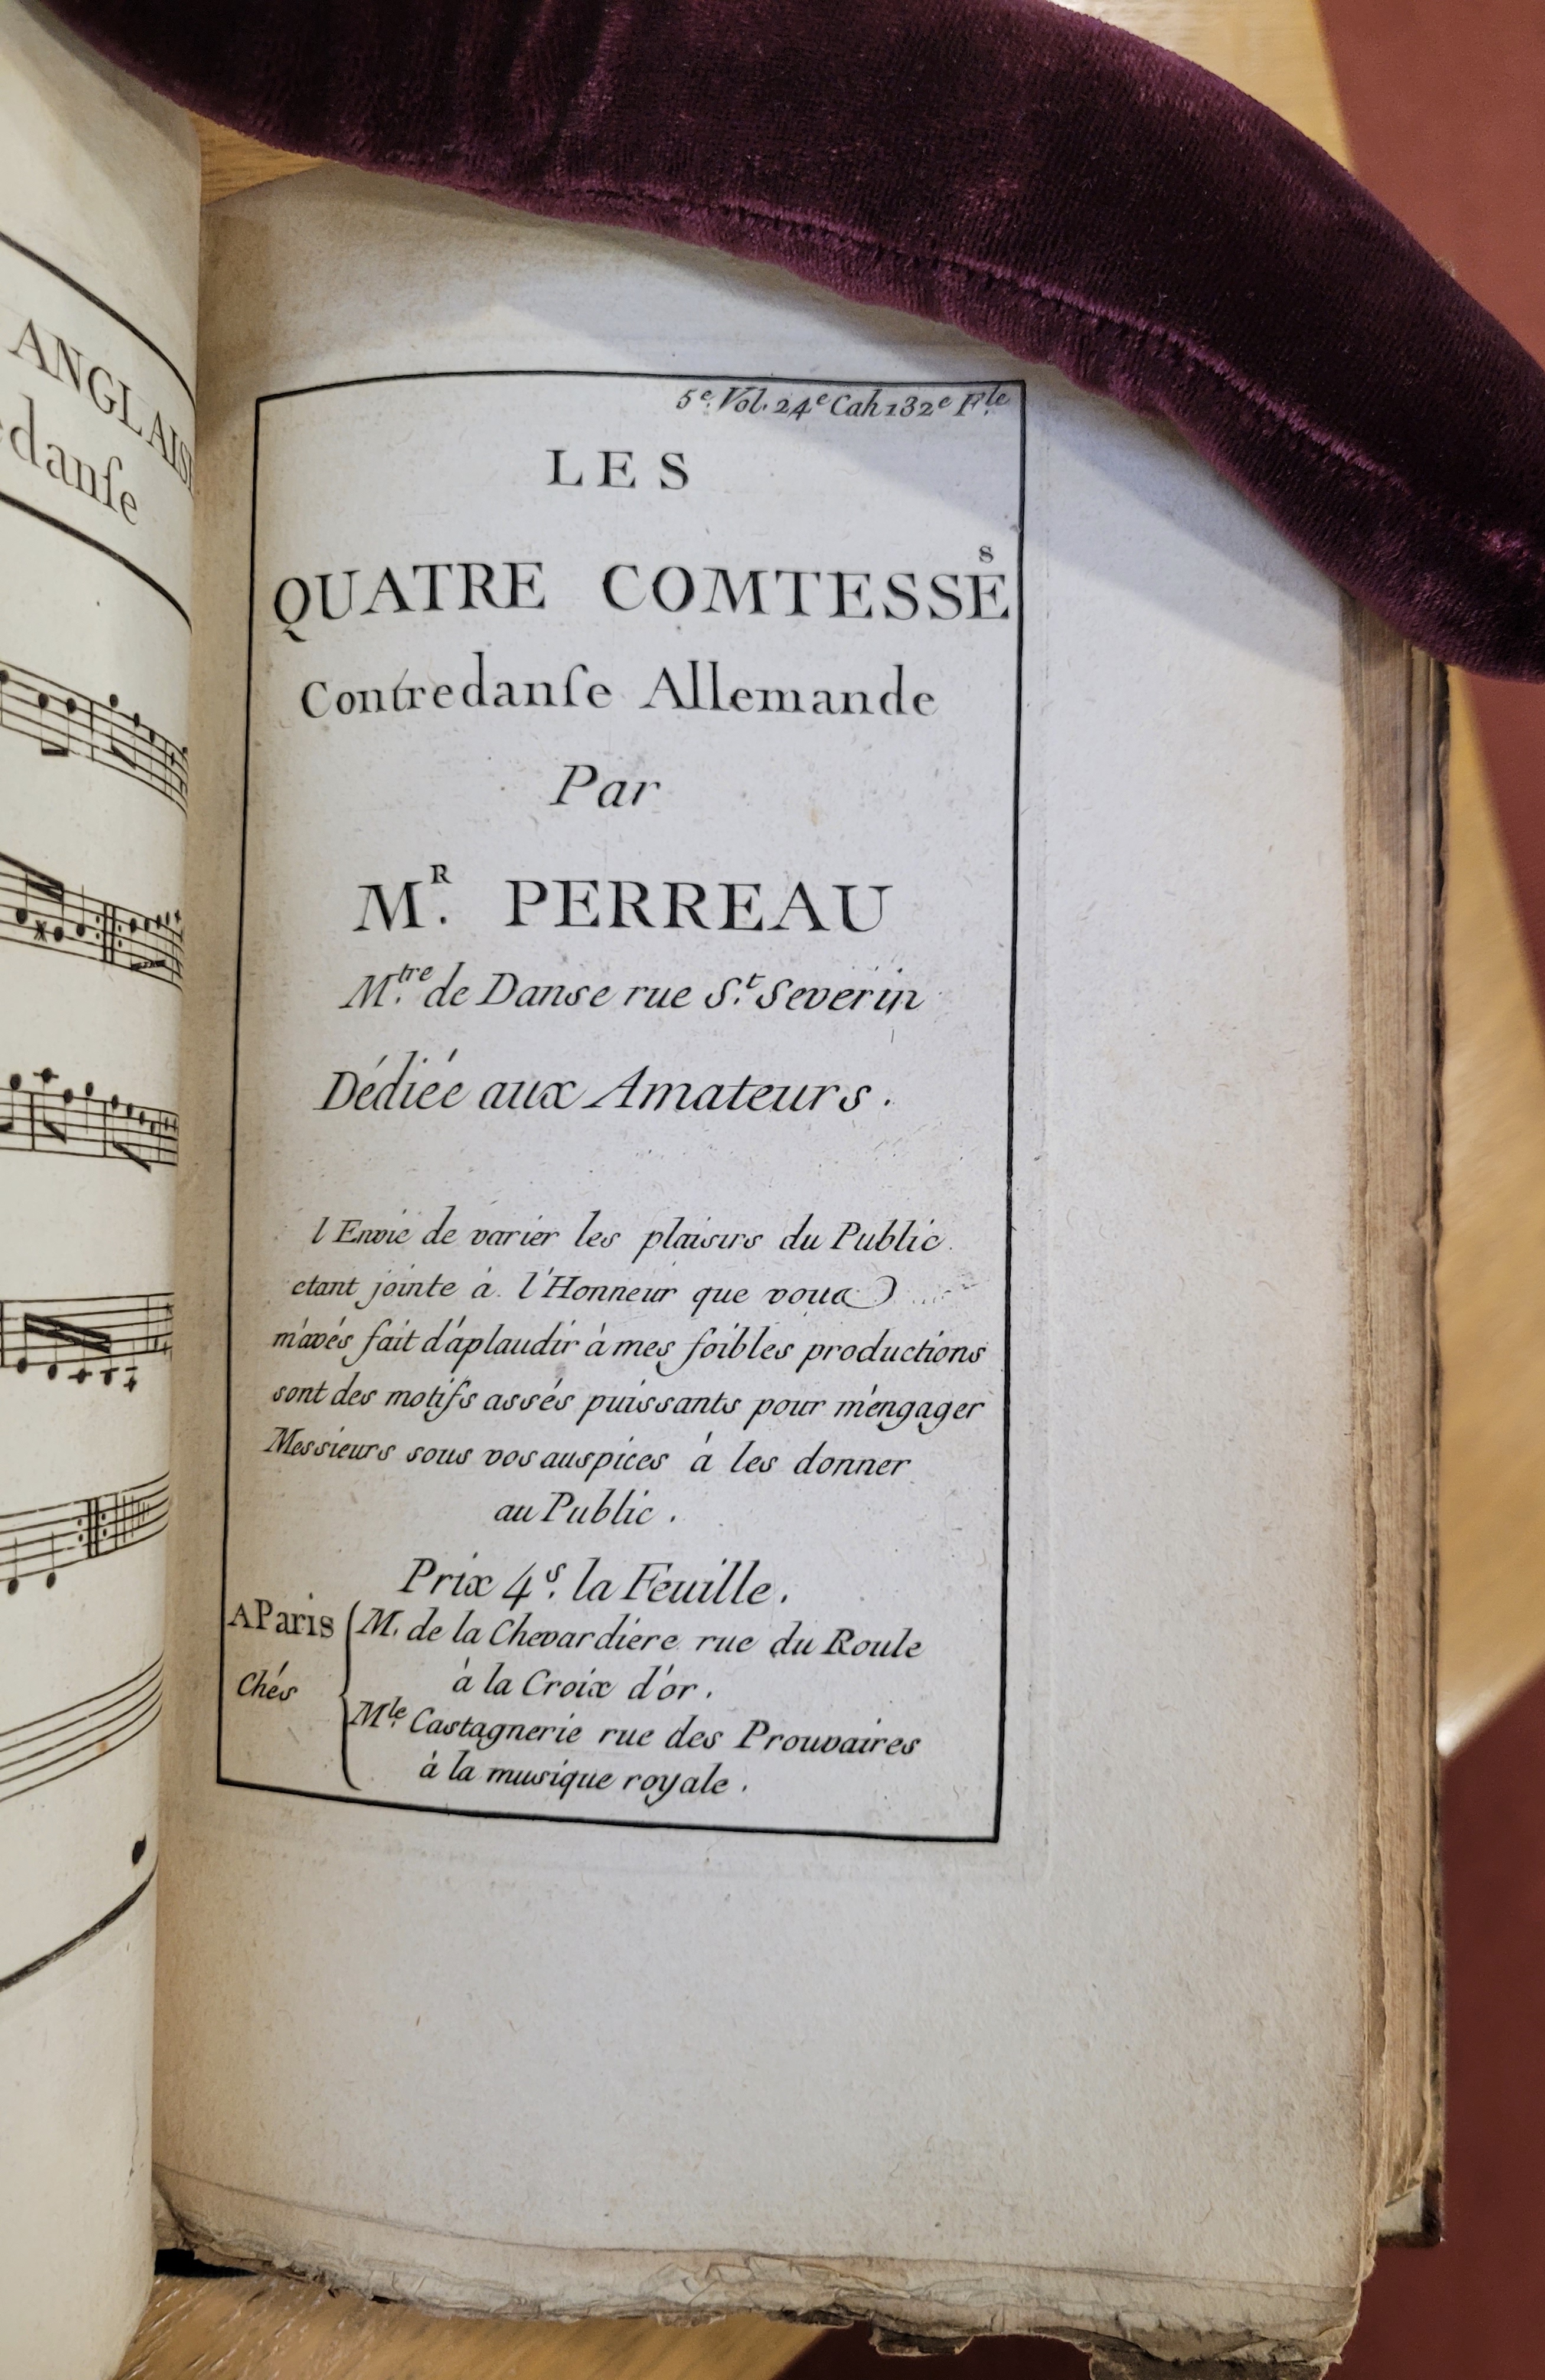 ANGLAIS
danſe
5e. Vol. 24e Cah 132e Fle.
LES
QUATRE COMTESSES
Contredanſe Allemande
Par
MR. PERREAU
Mtre. de Danse rue St. Severin
Dédiée aux Amateurs.
l Envie de varier les plaisirs du Public
etant jointe à l'Honneur que vous
m'avés fait d'aplaudir à mes foibles productions
sont des motifs assés puissants pour m'engager
Messieurs sous vos auspices à les donner
au Public.
Prix 4s. la Feuille.
A Paris M. de la Chevardiere rue du Roule
à la Croix d'or.
Chés
Mle. Castagnerie rue des Prouvaires
à la musique royale.